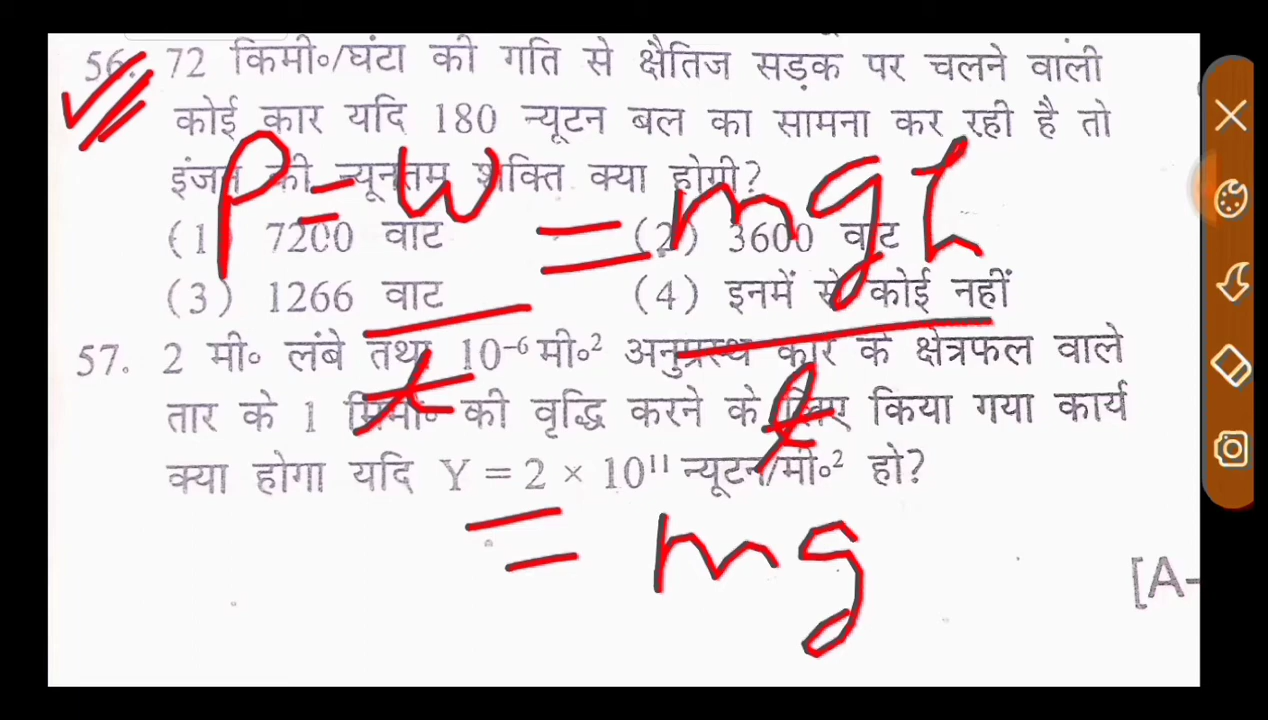 56. 72 किमी०/घंटा की गति से क्षैतिज सड़क पर चलने वाली
कोई कार यदि 180 न्यूटन बल का सामना कर रही है तो
इंजन की न्यूनतम शक्ति क्या होगी?
P = W = mgh
(1) 7200 वाट (2) 3600 वाट
(3) 1266 वाट (4) इनमें से कोई नहीं
57. 2 मी० लंबे तथा 10⁻⁶ मी०² अनुप्रस्थ काट के क्षेत्रफल वाले
t t
तार के 1 मिमी० की वृद्धि करने के लिए किया गया कार्य
क्या होगा यदि Y = 2 × 10¹¹ न्यूटन/मी०² हो?
= mg
[A-